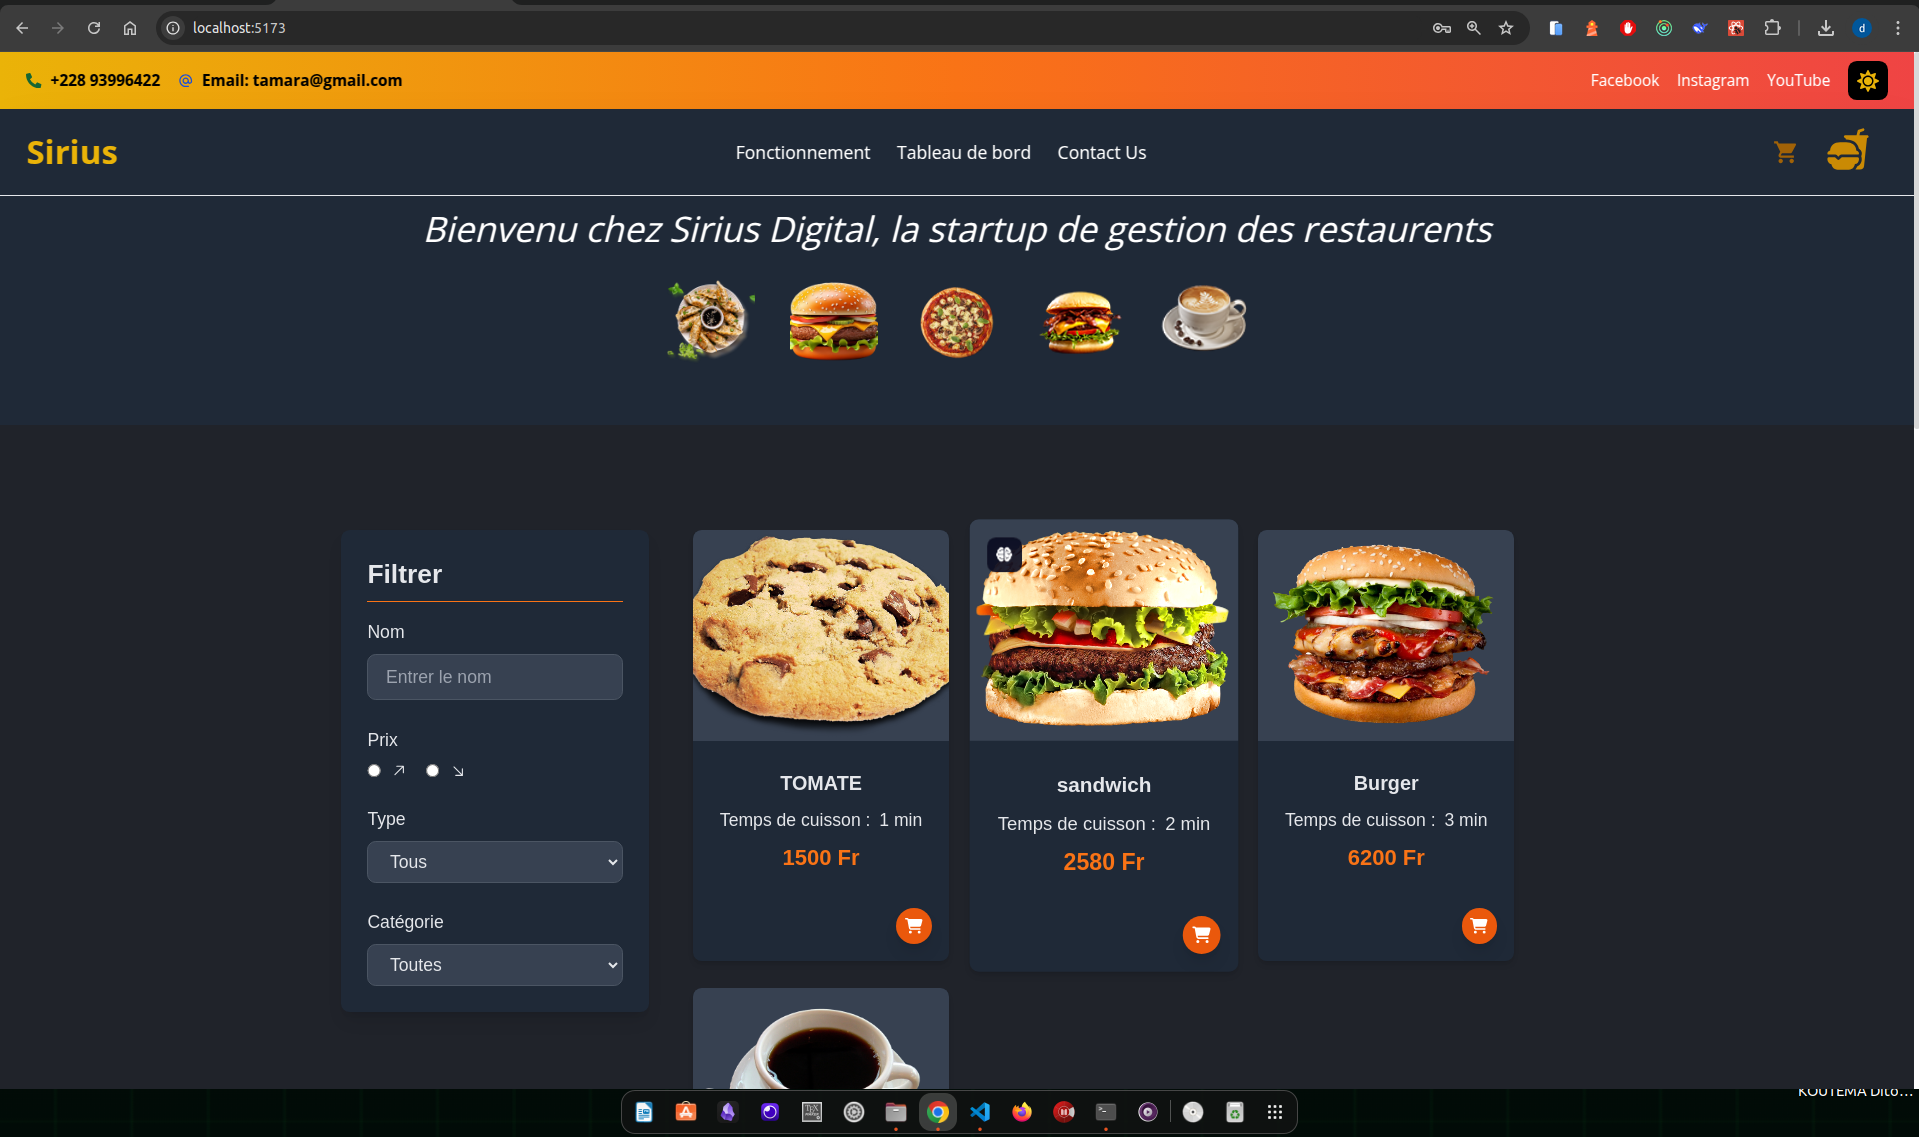 localhost:5173
d
+228 93996422 @ Email: tamara@gmail.com
Facebook Instagram YouTube
Sirius
Fonctionnement Tableau de bord Contact Us
Bienvenu chez Sirius Digital, la startup de gestion des restaurents
Filtrer
Nom
Entrer le nom
Prix
Type
Tous
Catégorie
Toutes
TOMATE
Temps de cuisson : 1 min
1500 Fr
sandwich
Temps de cuisson : 2 min
2580 Fr
Burger
Temps de cuisson : 3 min
6200 Fr
KOUTEMA Dito...